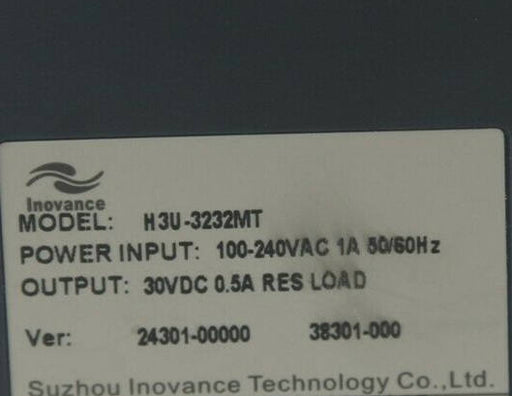 Inovance
MODEL: H3U-3232MT
POWER INPUT: 100-240VAC 1A 50/60Hz
OUTPUT: 30VDC 0.5A RES LOAD
Ver: 24301-00000 38301-000
Suzhou Inovance Technology Co.,Ltd.